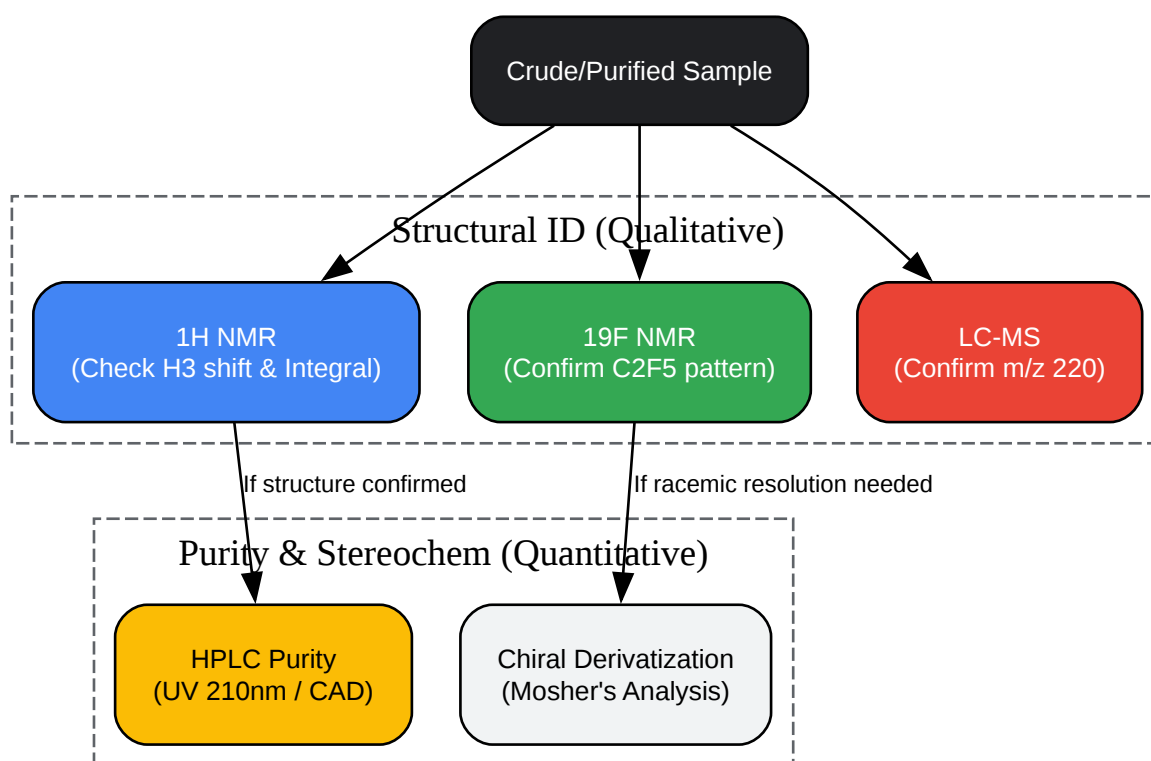 Crude/Purified Sample
Structural ID (Qualitative)
1H NMR
(Check H3 shift & Integral)
19F NMR
(Confirm C2F5 pattern)
LC-MS
(Confirm m/z 220)
If structure confirmed
If racemic resolution needed
Purity & Stereochem (Quantitative)
HPLC Purity
(UV 210nm / CAD)
Chiral Derivatization
(Mosher's Analysis)